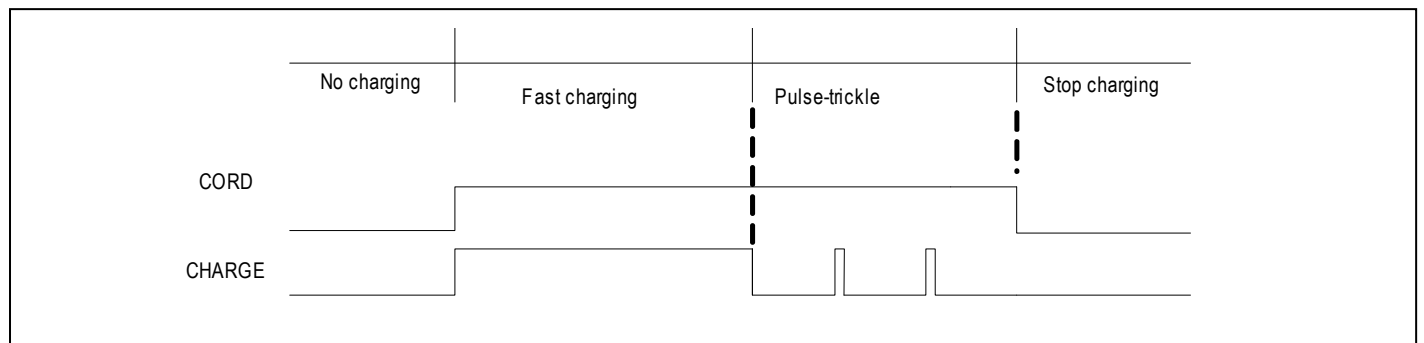 No charging
Fast charging
Pulse-trickle
Stop charging
CORD
CHARGE